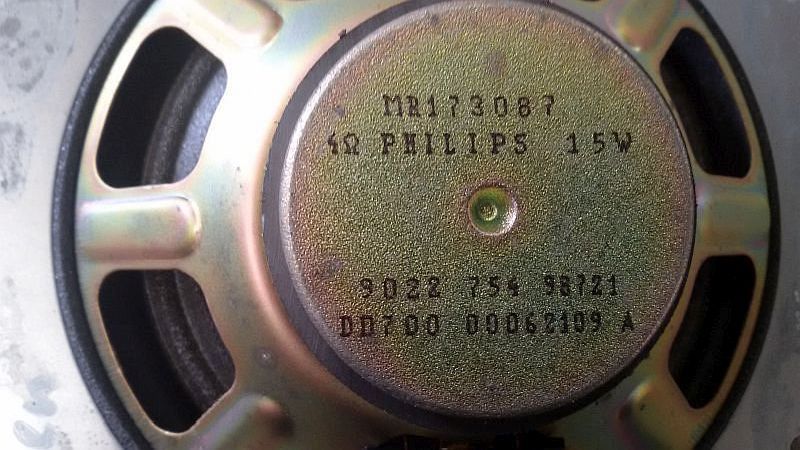 MR173087
4Ω PHILIPS 15W
9022 754 98721
DD700 00062109 A